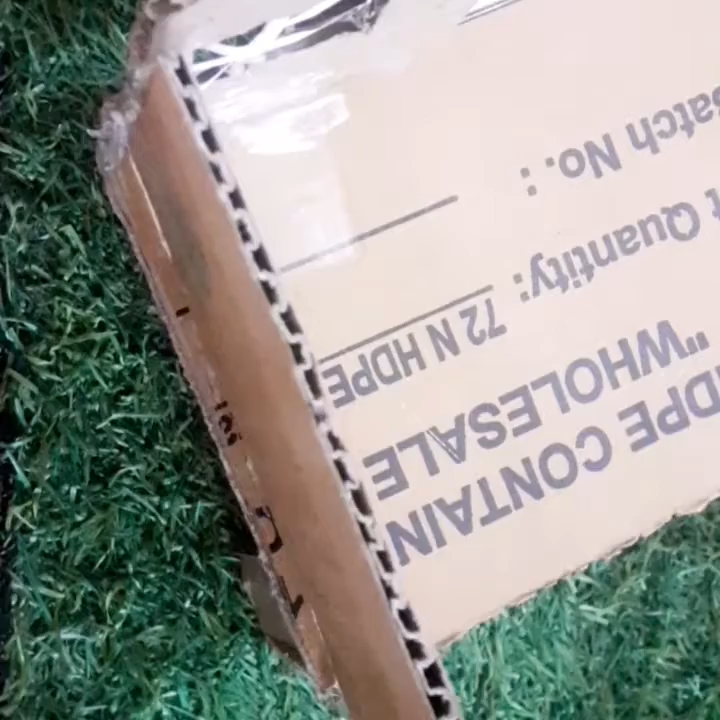 HDPE CONTAIN
"WHOLESALE
t Quantity: 72 N HDPE
Batch No. :